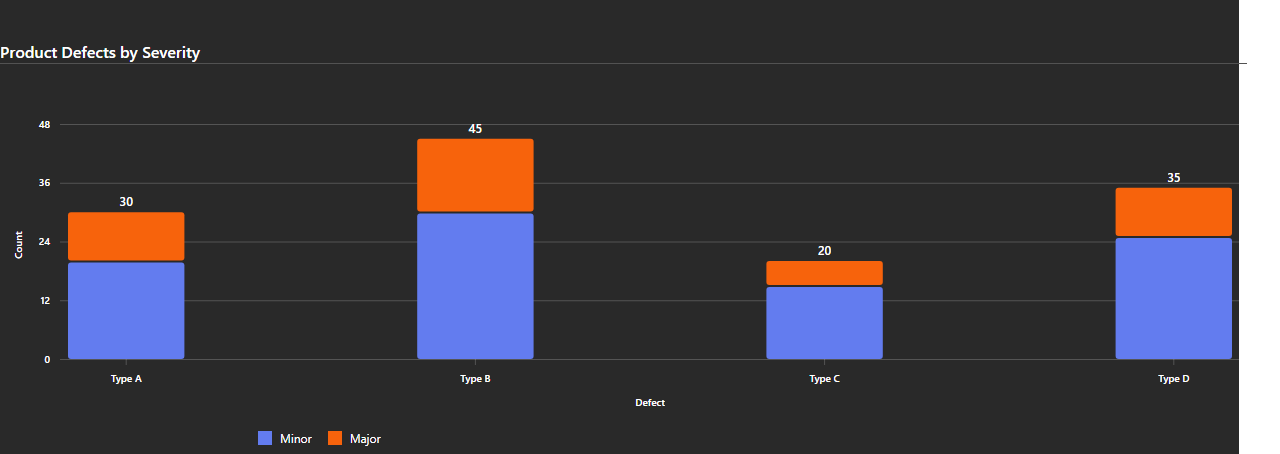 Product Defects by Severity
48
45
36
35
30
24
20
12
0
Count
Type A Type B Type C Type D
Defect
Minor Major